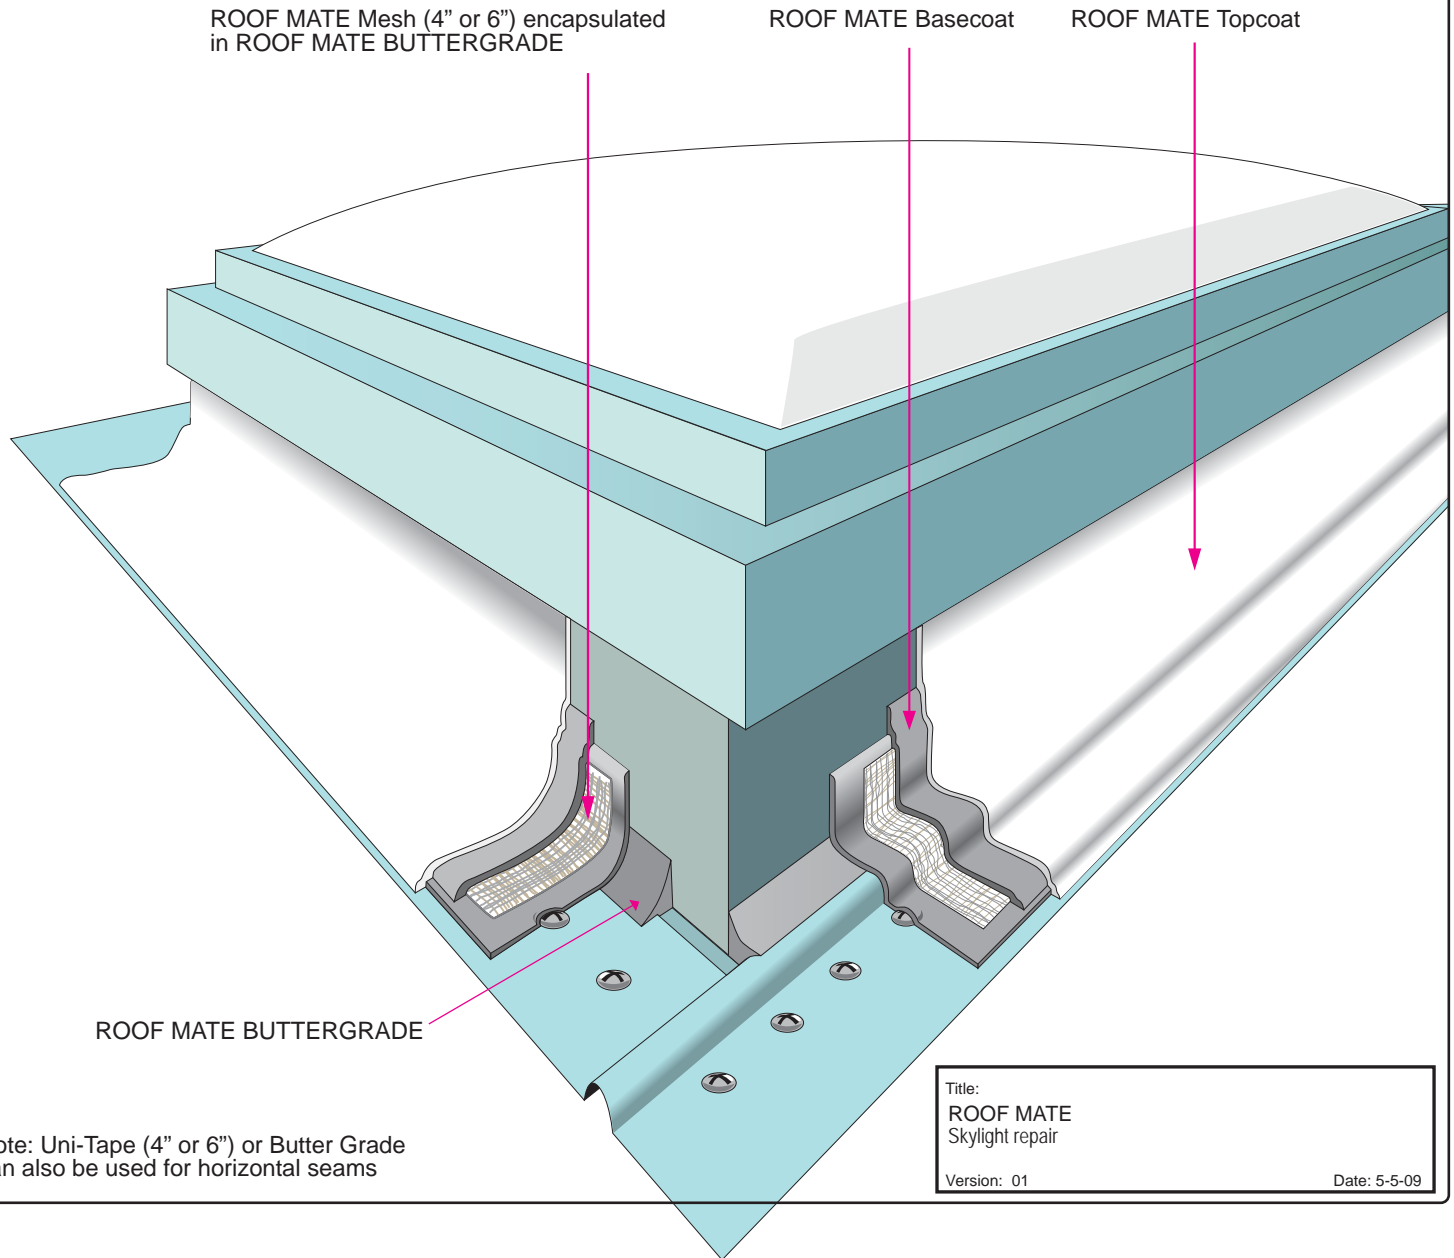 ROOF MATE Mesh (4” or 6”) encapsulated
in ROOF MATE BUTTERGRADE
ROOF MATE Basecoat
ROOF MATE Topcoat
ROOF MATE BUTTERGRADE
ote: Uni-Tape (4” or 6”) or Butter Grade
an also be used for horizontal seams
Title:
ROOF MATE
Skylight repair
Version: 01
Date: 5-5-09